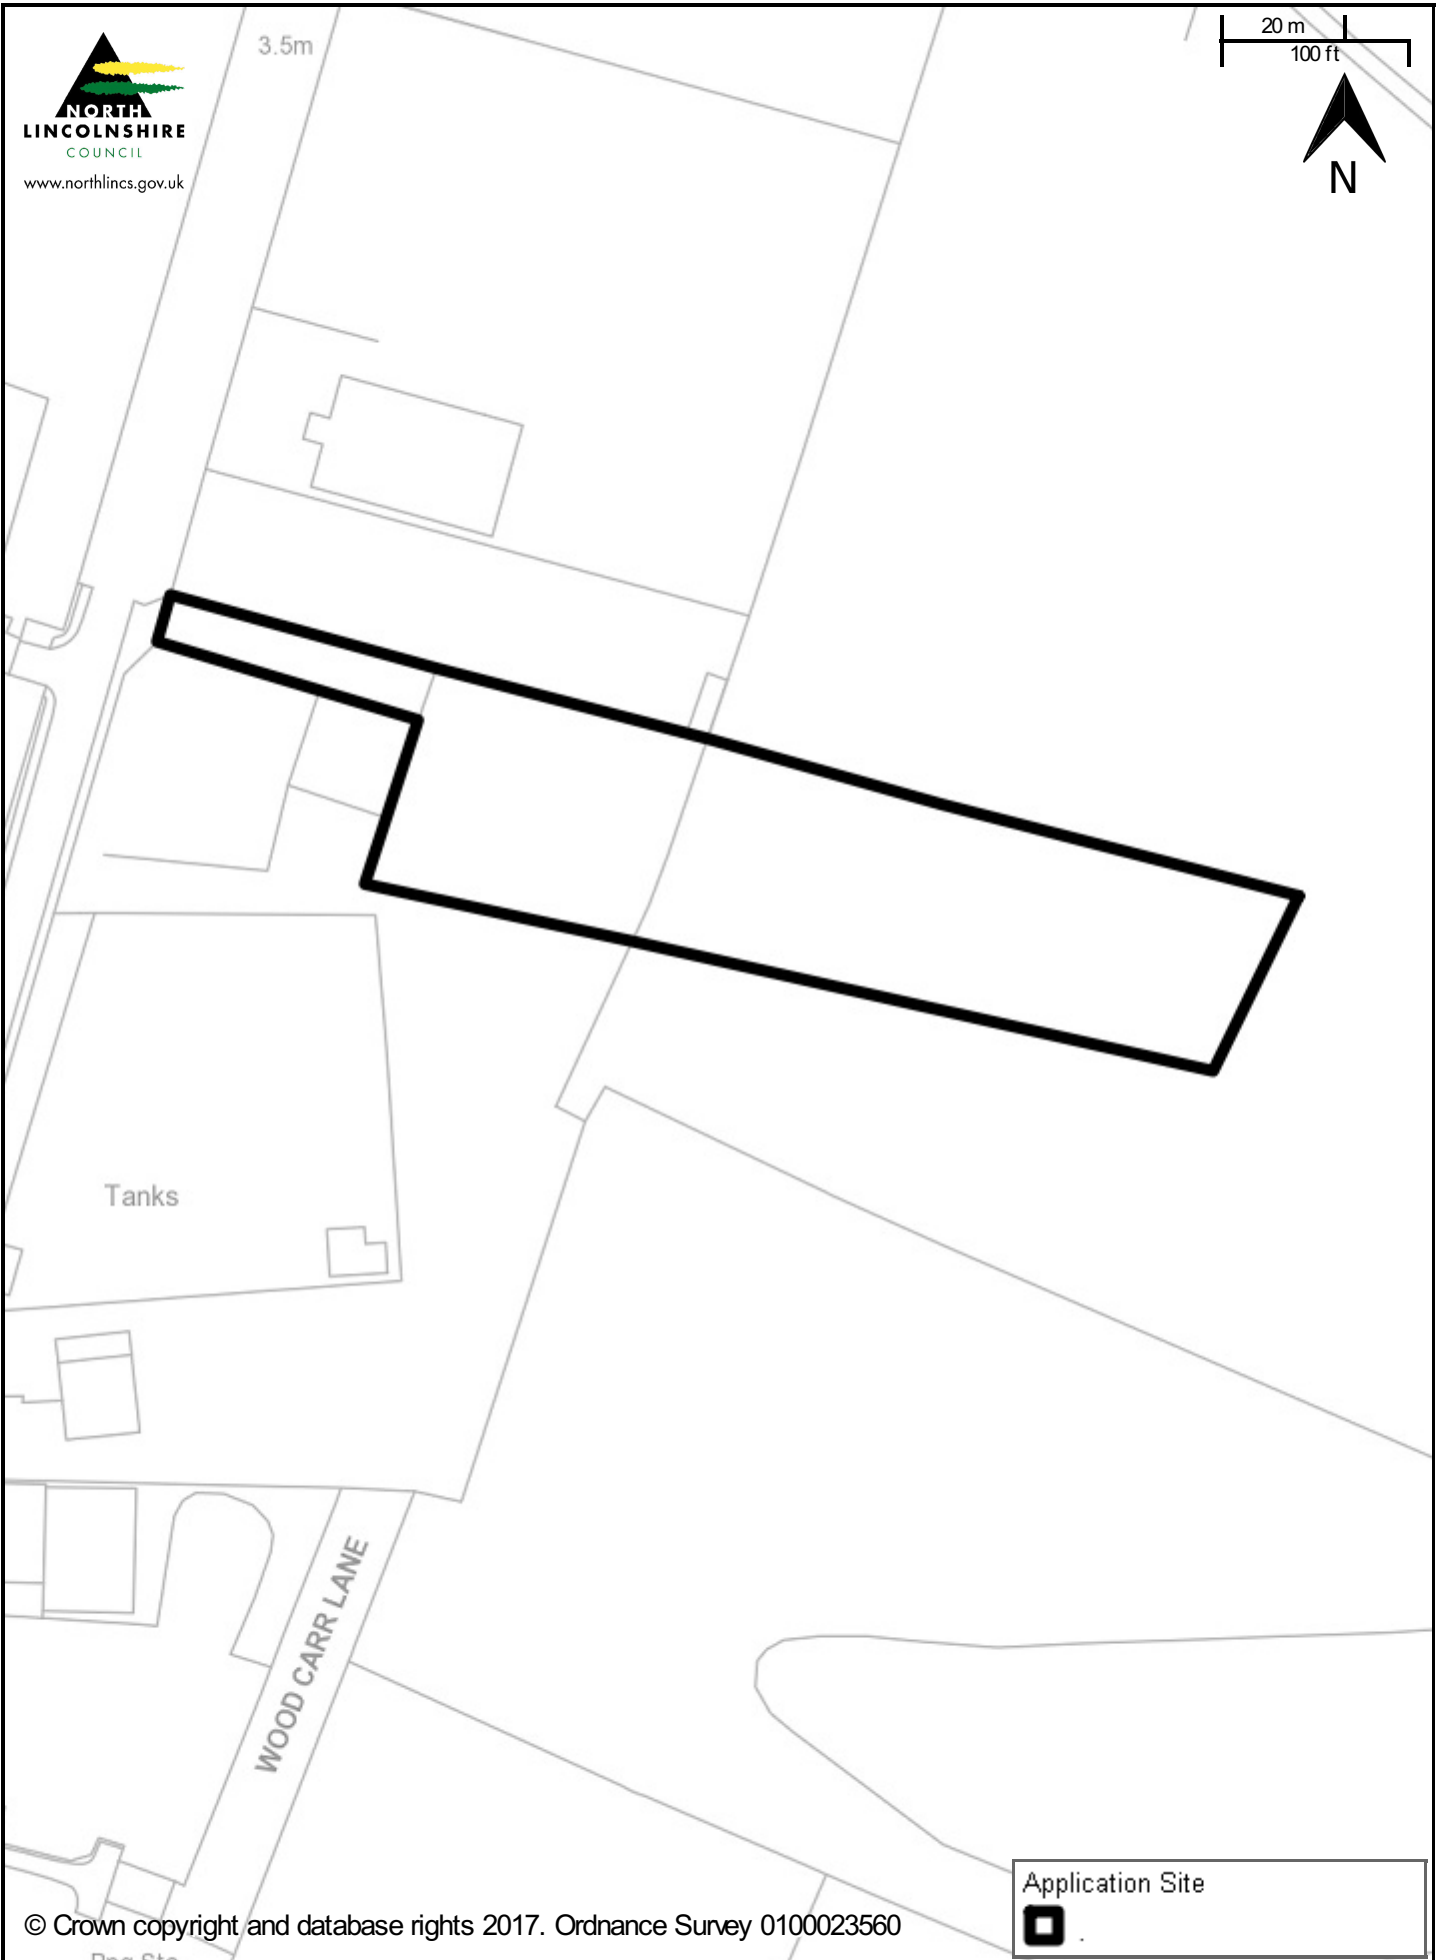 NORTH
LINCOLNSHIRE
COUNCIL
www.northlincs.gov.uk
3.5m
20 m
100 ft
N
Tanks
WOOD CARR LANE
Application Site
© Crown copyright and database rights 2017. Ordnance Survey 0100023560